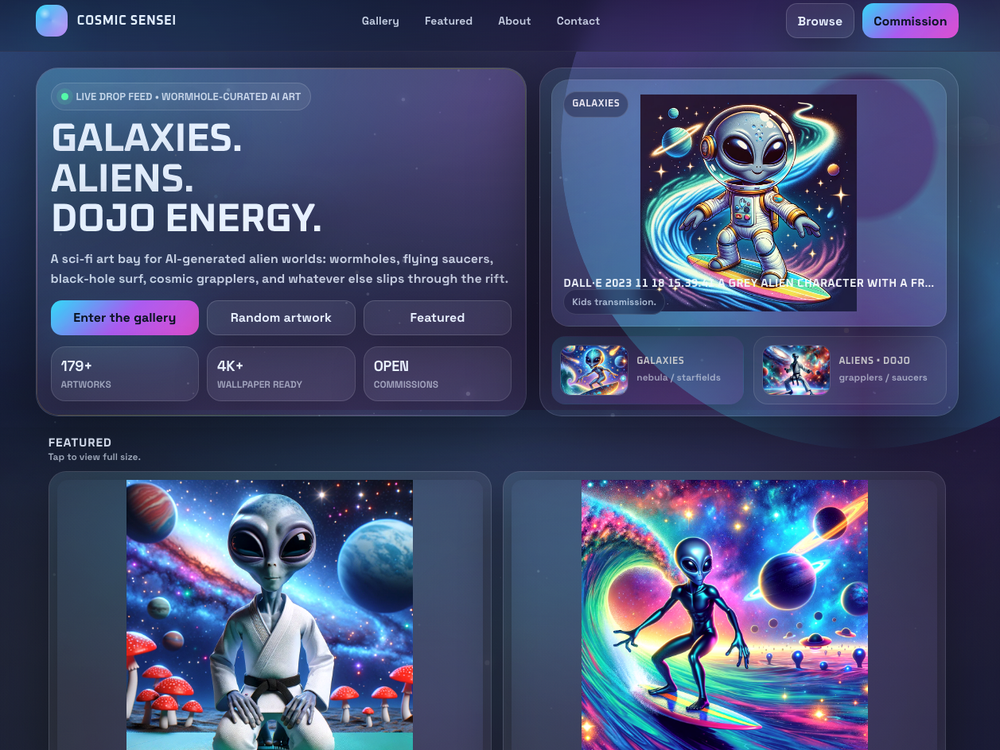 COSMIC SENSEI
Gallery
Featured
About
Contact
Browse
Commission
LIVE DROP FEED • WORMHOLE-CURATED AI ART
GALAXIES.
ALIENS.
DOJO ENERGY.
A sci-fi art bay for AI-generated alien worlds: wormholes, flying saucers,
black-hole surf, cosmic grapplers, and whatever else slips through the rift.
Enter the gallery
Random artwork
Featured
179+
ARTWORKS
4K+
WALLPAPER READY
OPEN
COMMISSIONS
GALAXIES
DALL·E 2023 11 18 15.39.41 A GREY ALIEN CHARACTER WITH A FR...
Kids transmission.
GALAXIES
nebula / starfields
ALIENS • DOJO
grapplers / saucers
FEATURED
Tap to view full size.